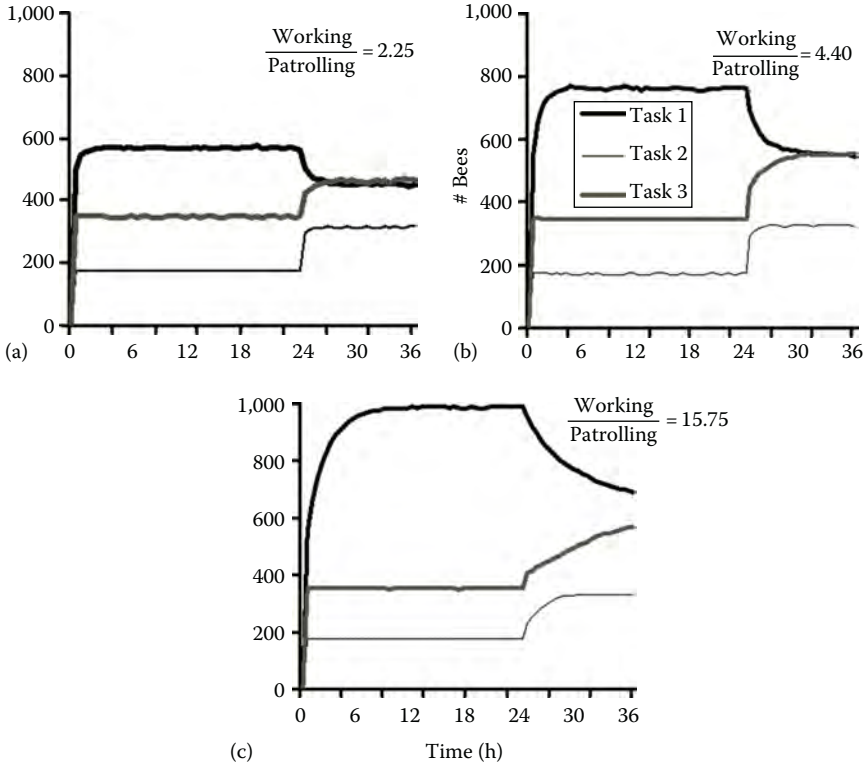 1,000
800
600
400
200
0
Working
Patrolling = 2.25
0 6 12 18 24 30 36
(a)
1,000
800
600
400
200
0
# Bees
Working
Patrolling = 4.40
Task 1
Task 2
Task 3
0 6 12 18 24 30 36
(b)
1,000
800
600
400
200
0
Working
Patrolling = 15.75
0 6 12 18 24 30 36
(c)
Time (h)